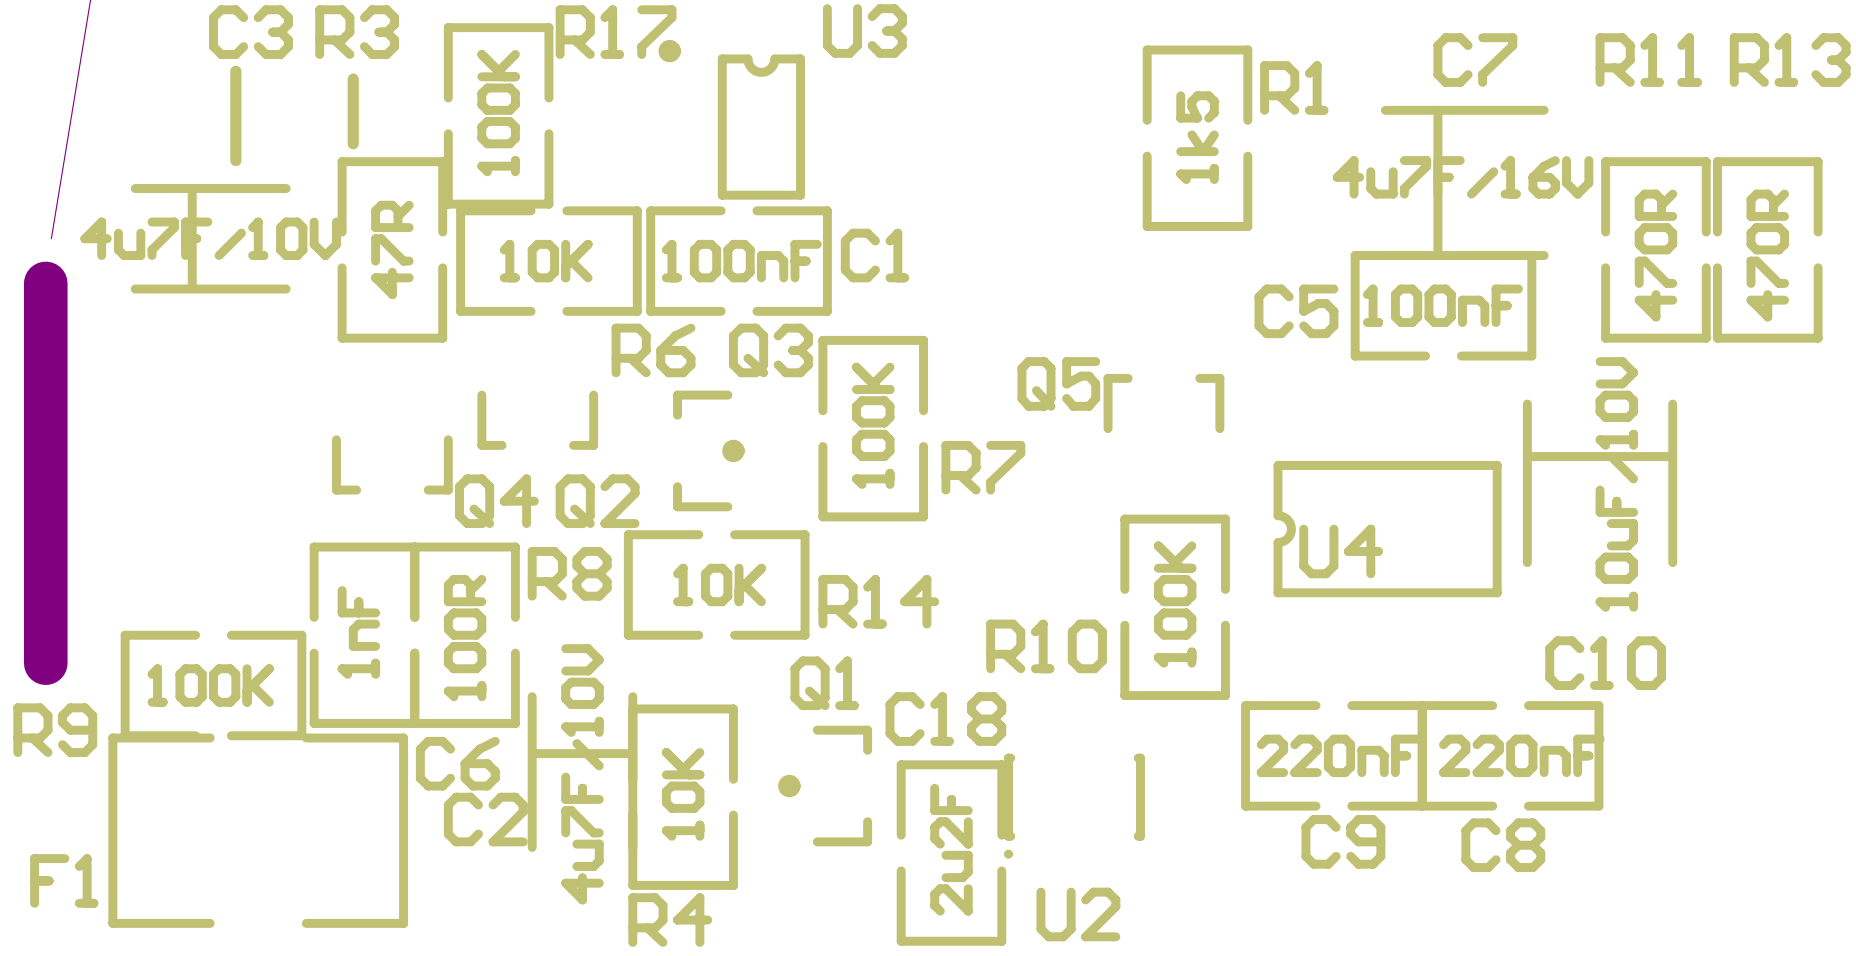 C3 R3 R17 U3
C7 R11 R13
R1
100K
1k5
4u7F/16V
4u7F/10V
47R
10K
100nF
C1
470R
470R
C5
100nF
R6 Q3
Q5
100K
R7
10uF/10V
Q4 Q2
U4
R8
10K
R14
100K
R10
1nF
100R
100K
R9
4u7F/10V
Q1
C18
C10
C6
10K
220nF
220nF
C2
2u2F
C9
C8
F1
R4
U2